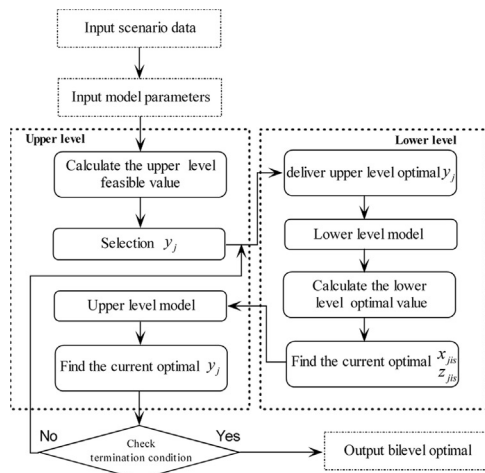 Input scenario data
Input model parameters
Upper level
Calculate the upper level
feasible value
Selection y_j
Upper level model
Find the current optimal y_j
Lower level
deliver upper level optimal y_j
Lower level model
Calculate the lower
level optimal value
Find the current optimal x_jis
z_jis
No
Check
termination condition
Yes
Output bilevel optimal